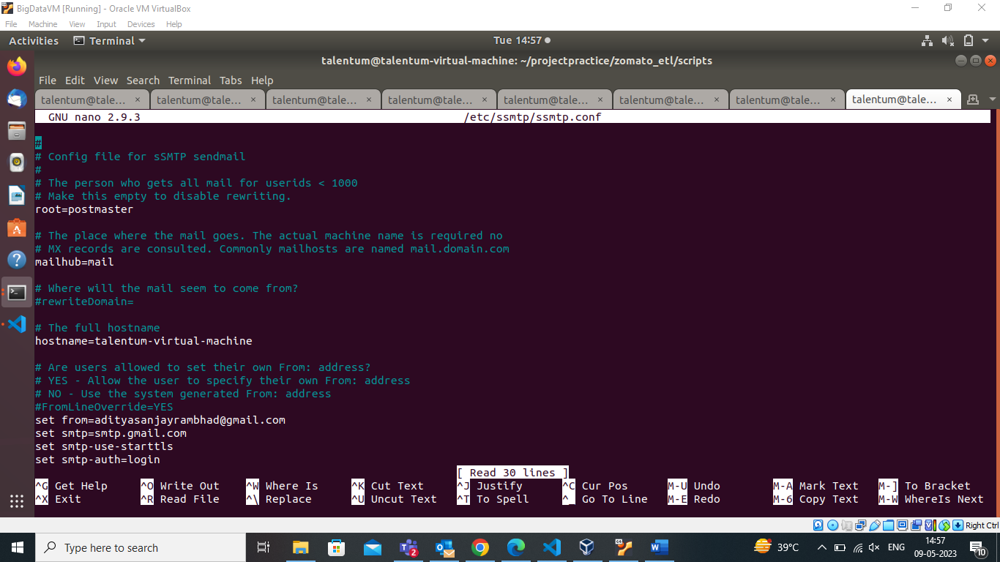 BigDataVM [Running] - Oracle VM VirtualBox
File Machine View Input Devices Help
Activities Terminal Tue 14:57
talentum@talentum-virtual-machine: ~/projectpractice/zomato_etl/scripts
File Edit View Search Terminal Tabs Help
talentum@tale... × talentum@tale... × talentum@tale... × talentum@tale... × talentum@tale... × talentum@tale... × talentum@tale... × talentum@tale... ×
GNU nano 2.9.3 /etc/ssmtp/ssmtp.conf
#
# Config file for sSMTP sendmail
#
# The person who gets all mail for userids < 1000
# Make this empty to disable rewriting.
root=postmaster
# The place where the mail goes. The actual machine name is required no
# MX records are consulted. Commonly mailhosts are named mail.domain.com
mailhub=mail
# Where will the mail seem to come from?
#rewriteDomain=
# The full hostname
hostname=talentum-virtual-machine
# Are users allowed to set their own From: address?
# YES - Allow the user to specify their own From: address
# NO - Use the system generated From: address
#FromLineOverride=YES
set from=adityasanjayrambhad@gmail.com
set smtp=smtp.gmail.com
set smtp-use-starttls
set smtp-auth=login
[ Read 30 lines ]
^G Get Help ^O Write Out ^W Where Is ^K Cut Text ^J Justify ^C Cur Pos M-U Undo M-A Mark Text M-] To Bracket
^X Exit ^R Read File ^\ Replace ^U Uncut Text ^T To Spell ^_ Go To Line M-E Redo M-6 Copy Text M-W WhereIs Next
Right Ctrl
Type here to search 2 39°C ENG 14:57
09-05-2023 10